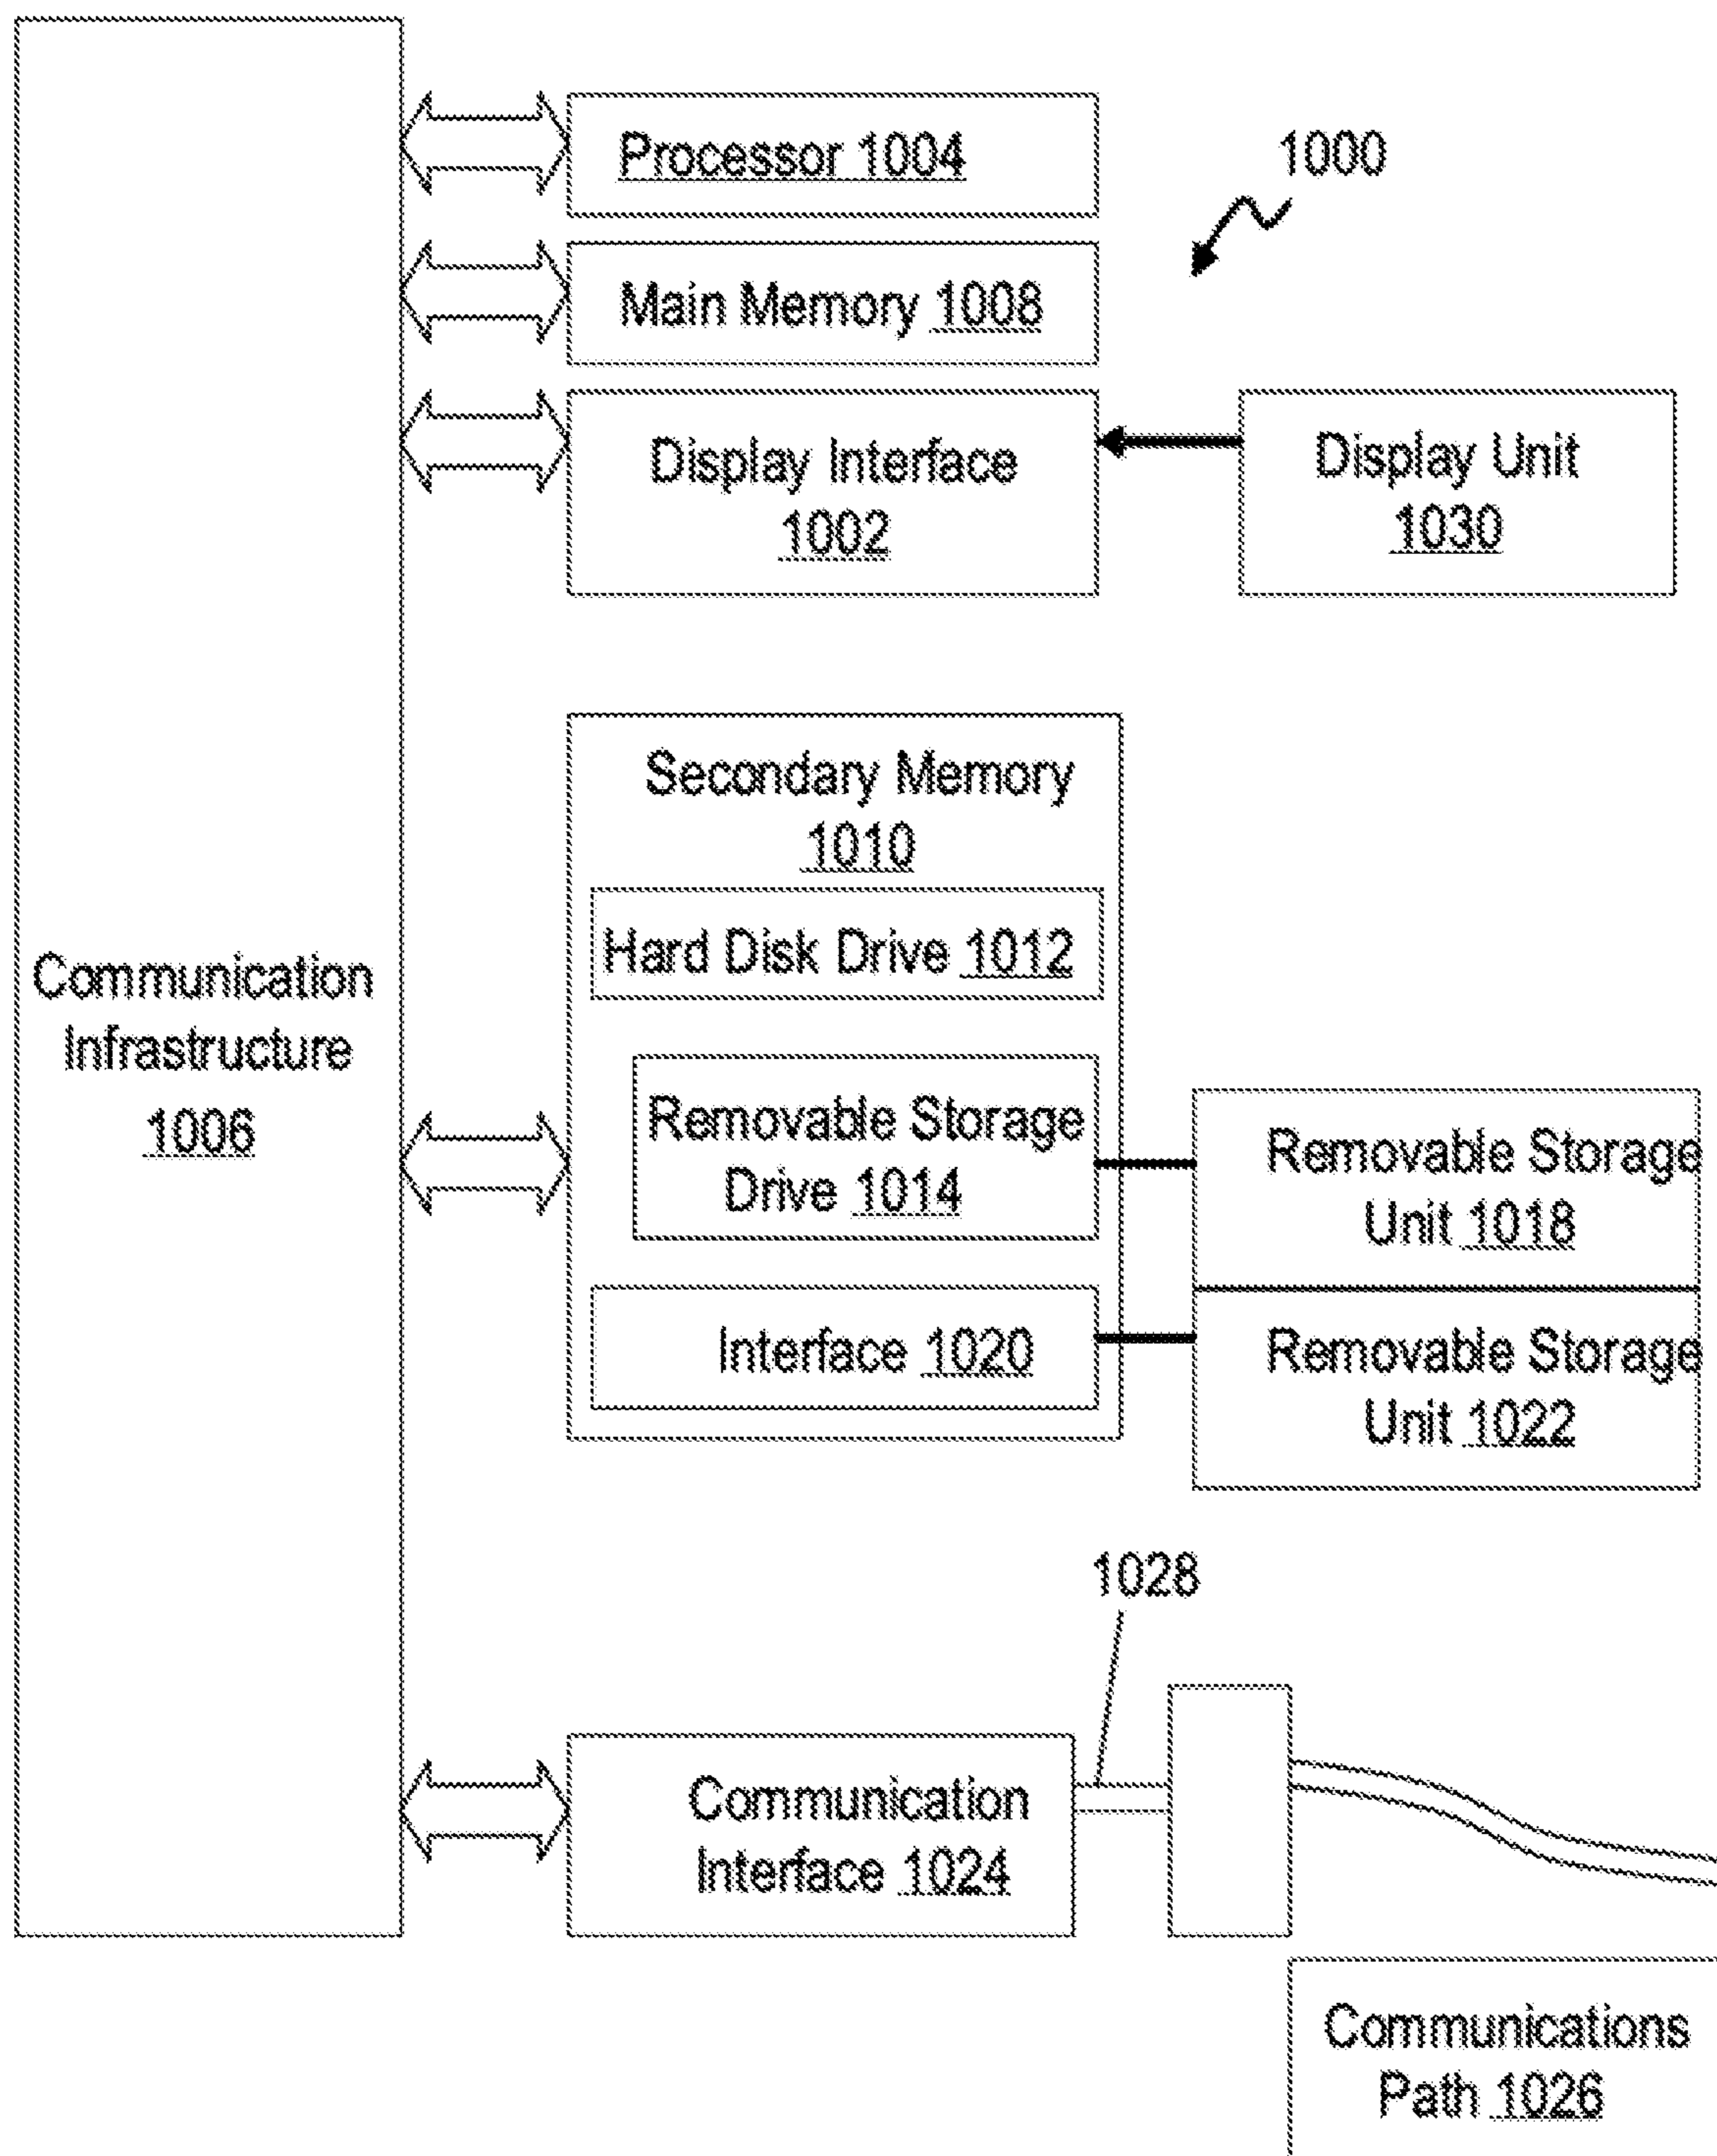 Processor 1004
1000
Main Memory 1008
Display Interface
1002
Display Unit
1030
Secondary Memory
1010
Hard Disk Drive 1012
Communication
Infrastructure
1006
Removable Storage
Drive 1014
Removable Storage
Unit 1018
Interface 1020
Removable Storage
Unit 1022
1028
Communication
Interface 1024
Communications
Path 1026